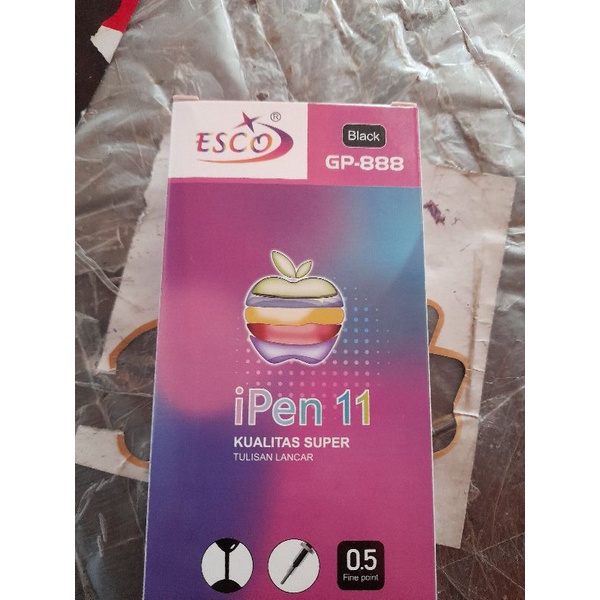 ESCO ®
Black
GP-888
iPen 11
KUALITAS SUPER
TULISAN LANCAR
0.5
Fine point